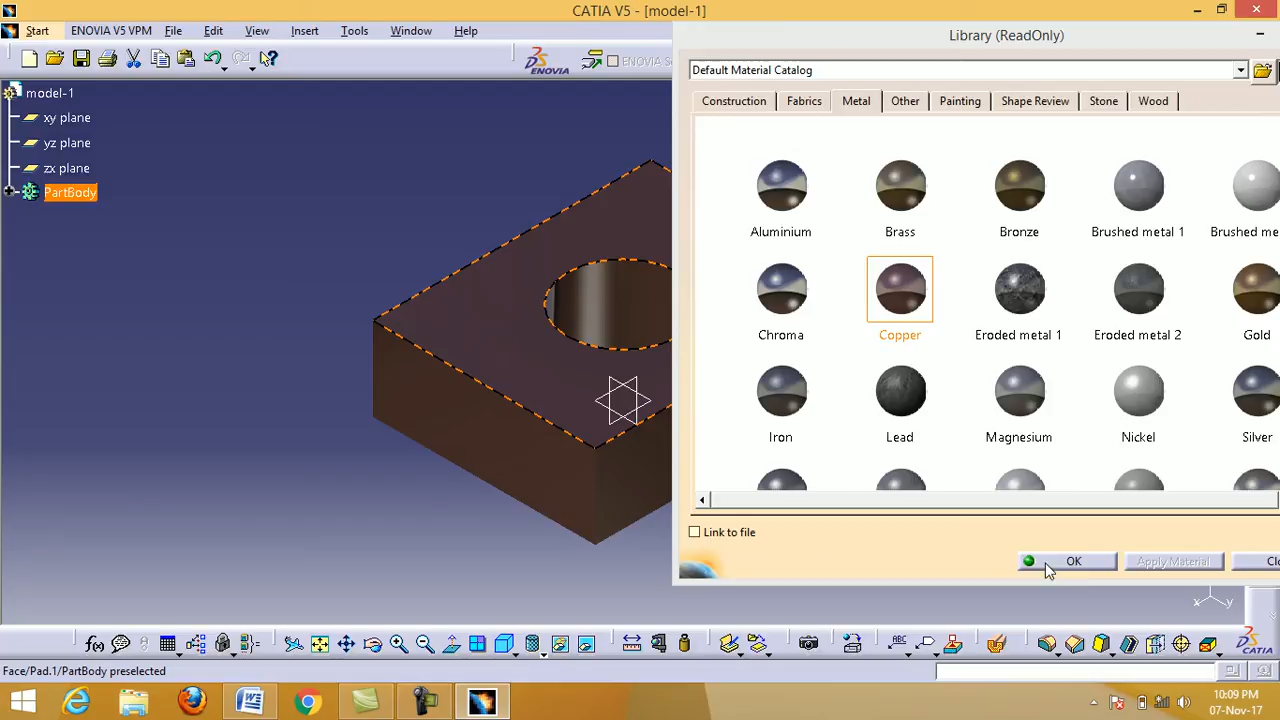 CATIA V5 - [model-1]
Start ENOVIA V5 VPM File Edit View Insert Tools Window Help
Library (ReadOnly)
ENOVIA
ENOVIA S
Default Material Catalog
Construction Fabrics Metal Other Painting Shape Review Stone Wood
model-1
xy plane
yz plane
zx plane
PartBody
Aluminium Brass Bronze Brushed metal 1 Brushed me
Chroma Copper Eroded metal 1 Eroded metal 2 Gold
Iron Lead Magnesium Nickel Silver
Link to file
OK Apply Material Clo
x y
f(x)
ABC
CATIA
Face/Pad.1/PartBody preselected
10:09 PM
07-Nov-17